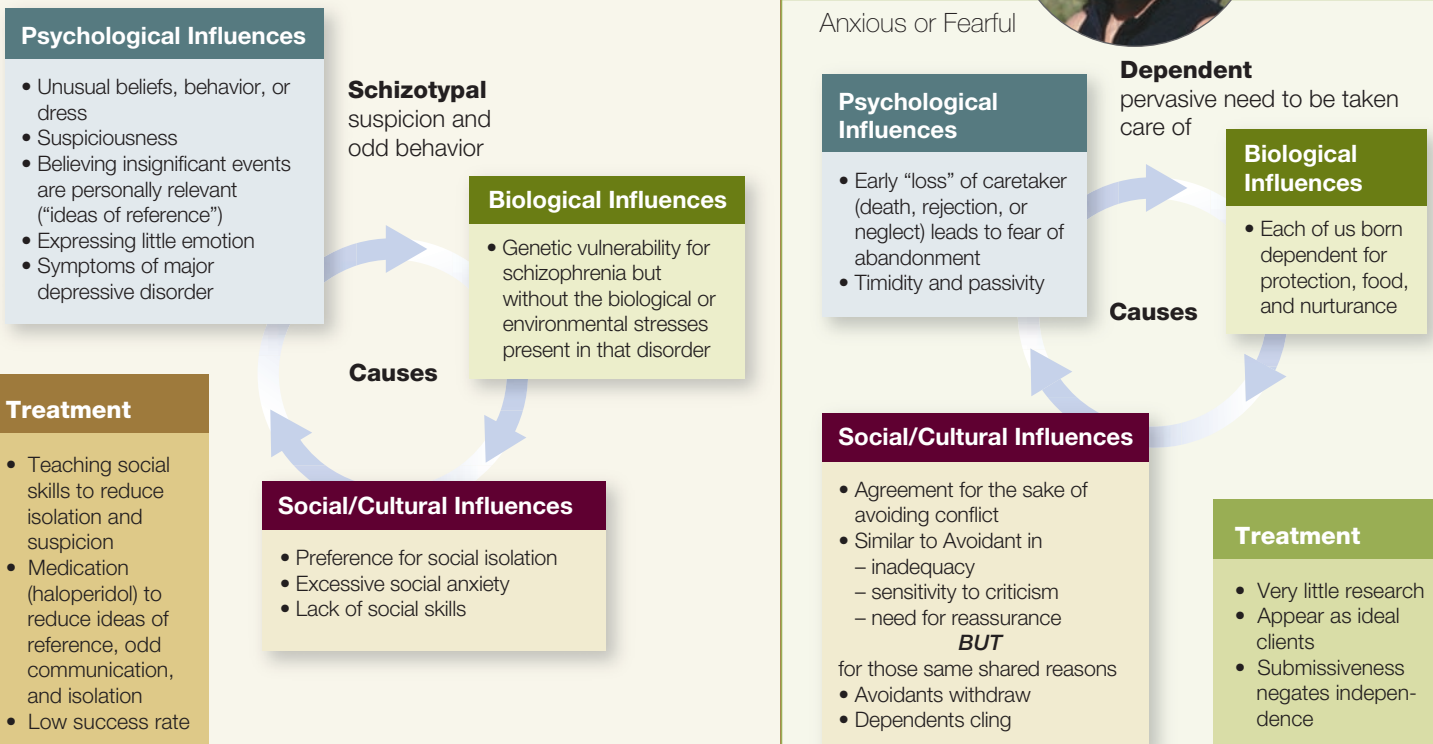 Psychological Influences
• Unusual beliefs, behavior, or
dress
• Suspiciousness
• Believing insignificant events
are personally relevant
(“ideas of reference”)
• Expressing little emotion
• Symptoms of major
depressive disorder
Schizotypal
suspicion and
odd behavior
Biological Influences
• Genetic vulnerability for
schizophrenia but
without the biological or
environmental stresses
present in that disorder
Causes
Treatment
• Teaching social
skills to reduce
isolation and
suspicion
• Medication
(haloperidol) to
reduce ideas of
reference, odd
communication,
and isolation
• Low success rate
Social/Cultural Influences
• Preference for social isolation
• Excessive social anxiety
• Lack of social skills
Anxious or Fearful
Dependent
pervasive need to be taken
care of
Psychological
Influences
• Early “loss” of caretaker
(death, rejection, or
neglect) leads to fear of
abandonment
• Timidity and passivity
Biological
Influences
• Each of us born
dependent for
protection, food,
and nurturance
Causes
Social/Cultural Influences
• Agreement for the sake of
avoiding conflict
• Similar to Avoidant in
– inadequacy
– sensitivity to criticism
– need for reassurance
BUT
for those same shared reasons
• Avoidants withdraw
• Dependents cling
Treatment
• Very little research
• Appear as ideal
clients
• Submissiveness
negates indepen-
dence